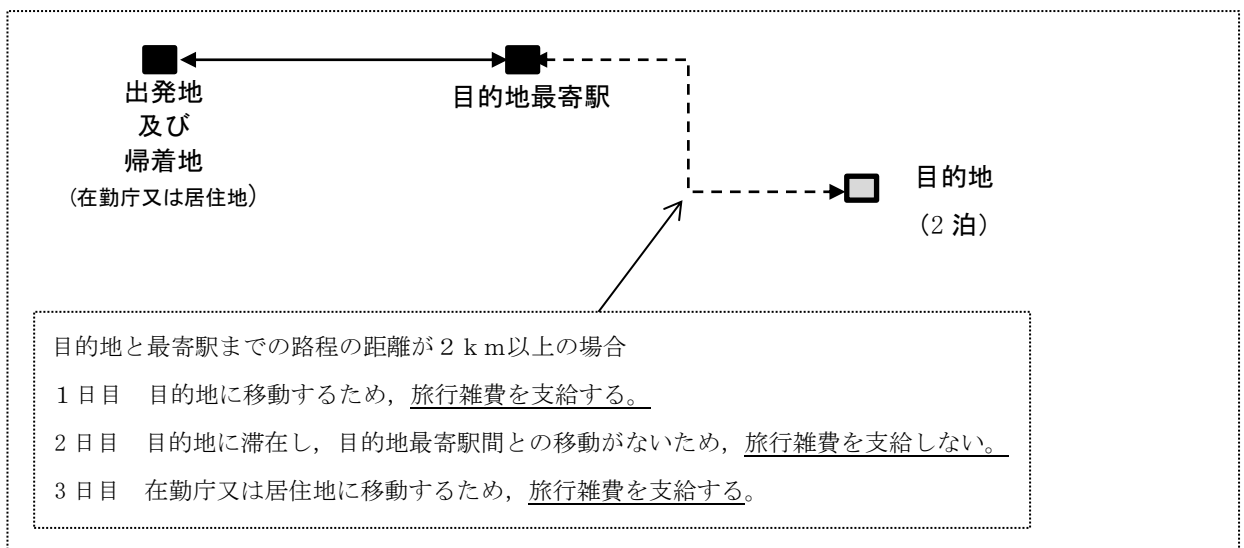 出発地
及び
帰着地
(在勤庁又は居住地)
目的地最寄駅
目的地
（2 泊）
目的地と最寄駅までの路程の距離が２ｋｍ以上の場合
１日目　目的地に移動するため，旅行雑費を支給する。
２日目　目的地に滞在し，目的地最寄駅間との移動がないため，旅行雑費を支給しない。
３日目　在勤庁又は居住地に移動するため，旅行雑費を支給する。